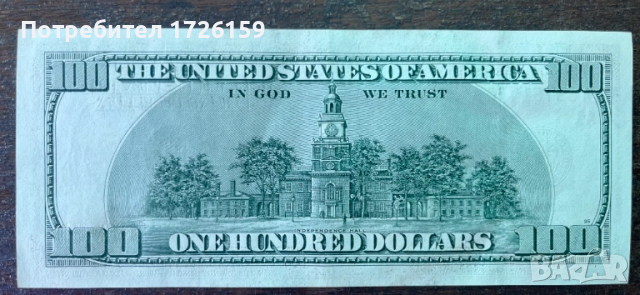 Потребител 1726159
100 THE UNITED STATES OF AMERICA 100
IN GOD WE TRUST
INDEPENDENCE HALL
100 ONE HUNDRED DOLLARS 100
bazar